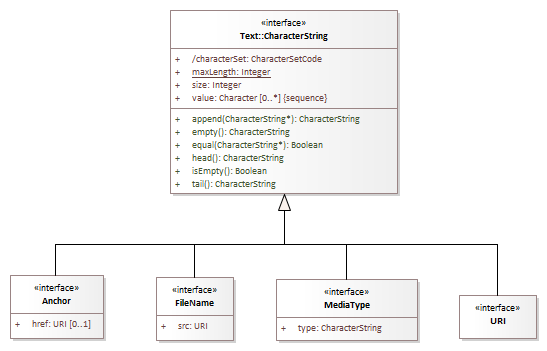 «interface»
Text::CharacterString
+ /characterSet: CharacterSetCode
+ maxLength: Integer
+ size: Integer
+ value: Character [0..*] {sequence}
+ append(CharacterString*): CharacterString
+ empty(): CharacterString
+ equal(CharacterString*): Boolean
+ head(): CharacterString
+ isEmpty(): Boolean
+ tail(): CharacterString
«interface»
Anchor
+ href: URI [0..1]
«interface»
FileName
+ src: URI
«interface»
MediaType
+ type: CharacterString
«interface»
URI